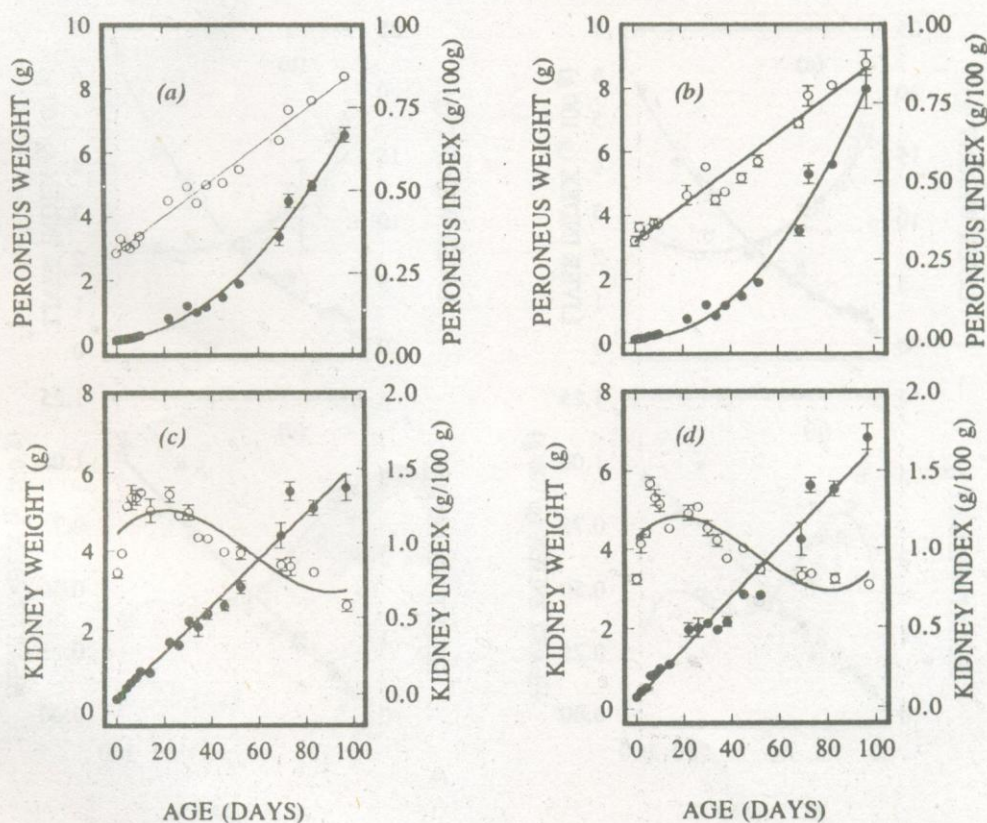 PERONEUS WEIGHT (g)
10
8
6
4
2
0
(a)
1.00
0.75
0.50
0.25
0.00
PERONEUS INDEX (g/100g)
PERONEUS WEIGHT (g)
10
8
6
4
2
0
(b)
1.00
0.75
0.50
0.25
0.00
PERONEUS INDEX (g/100g)
KIDNEY WEIGHT (g)
8
6
4
2
0
(c)
2.0
1.5
1.0
0.5
0.0
KIDNEY INDEX (g/100 g)
0 20 40 60 80 100
AGE (DAYS)
KIDNEY WEIGHT (g)
8
6
4
2
0
(d)
2.0
1.5
1.0
0.5
0.0
KIDNEY INDEX (g/100 g)
0 20 40 60 80 100
AGE (DAYS)